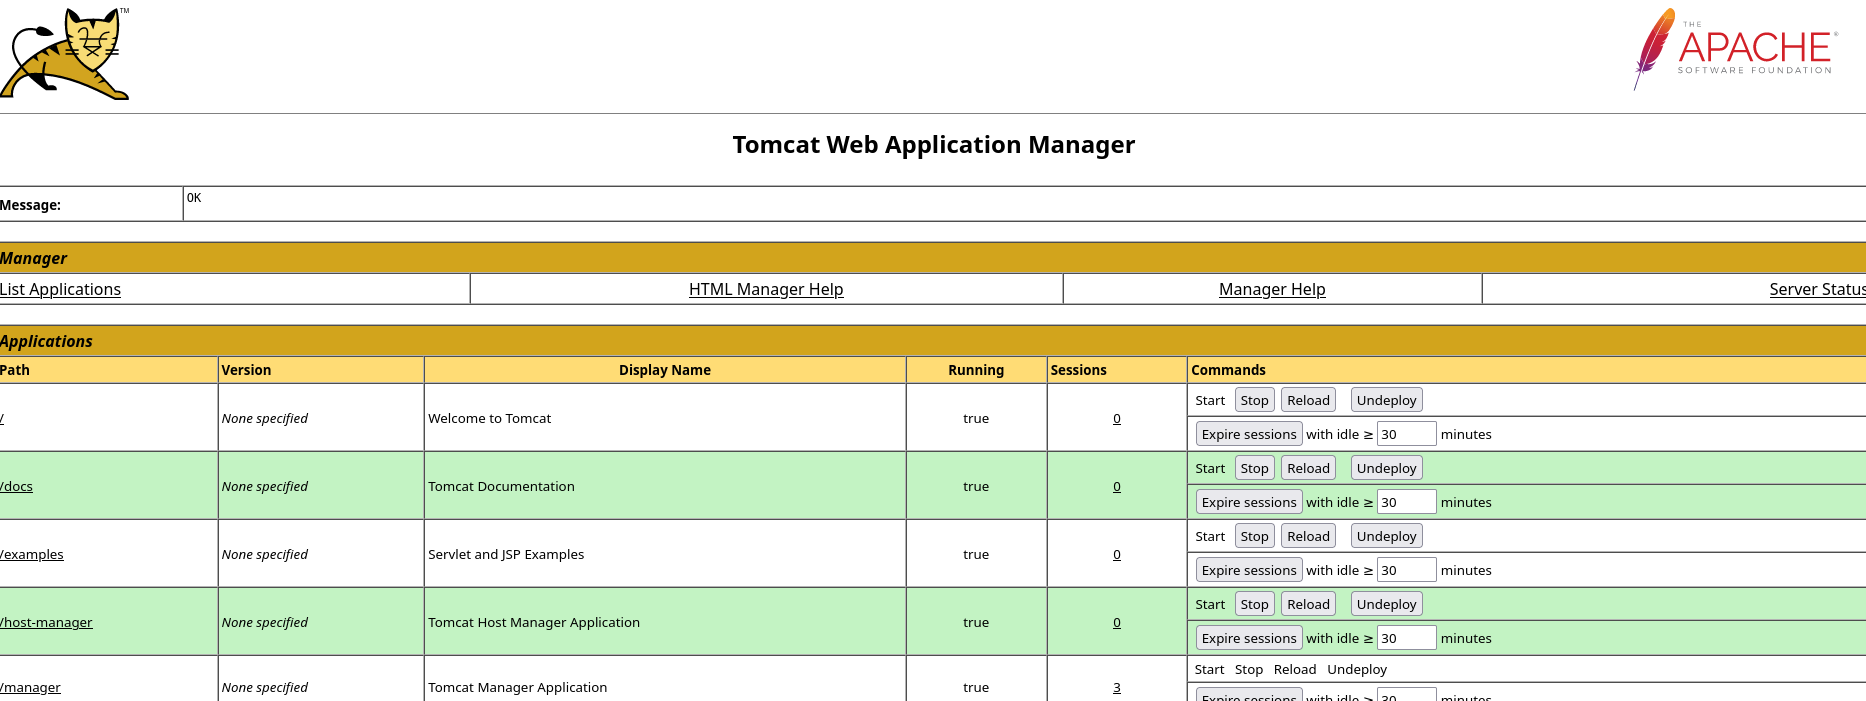 TM
THE
APACHE®
SOFTWARE FOUNDATION
Tomcat Web Application Manager
Message: OK
Manager
List Applications HTML Manager Help Manager Help Server Status
Applications
Path Version Display Name Running Sessions Commands
/ None specified Welcome to Tomcat true 0 Start Stop Reload Undeploy
Expire sessions with idle ≥ 30 minutes
/docs None specified Tomcat Documentation true 0 Start Stop Reload Undeploy
Expire sessions with idle ≥ 30 minutes
/examples None specified Servlet and JSP Examples true 0 Start Stop Reload Undeploy
Expire sessions with idle ≥ 30 minutes
/host-manager None specified Tomcat Host Manager Application true 0 Start Stop Reload Undeploy
Expire sessions with idle ≥ 30 minutes
/manager None specified Tomcat Manager Application true 3 Start Stop Reload Undeploy
Expire sessions with idle ≥ 30 minutes